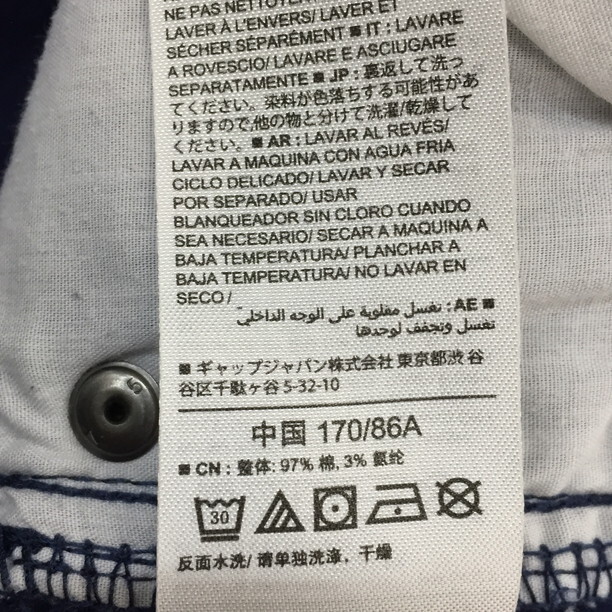 NE PAS NETTOYER À SEC/
LAVER À L'ENVERS/ LAVER ET
SÉCHER SÉPARÉMENT ■ IT : LAVARE
A ROVESCIO/ LAVARE E ASCIUGARE
SEPARATAMENTE ■ JP : 裏返して洗っ
てください。染料が色落ちする可能性があ
りますので,他の物と分けて洗濯/乾燥して
ください。■ AR : LAVAR AL REVÉS/
LAVAR A MAQUINA CON AGUA FRIA
CICLO DELICADO/ LAVAR Y SECAR
POR SEPARADO/ USAR
BLANQUEADOR SIN CLORO CUANDO
SEA NECESARIO/ SECAR A MAQUINA A
BAJA TEMPERATURA/ PLANCHAR A
BAJA TEMPERATURA/ NO LAVAR EN
SECO /
■ AE : تغسل مقلوبة على الوجه الداخليّ
تغسل وتجفف لوحدها
■ ギャップジャパン株式会社 東京都渋谷
谷区千駄ヶ谷 5-32-10
中国 170/86A
■ CN : 整体: 97% 棉, 3% 氨纶
30
反面水洗/ 请单独洗涤，干燥
5